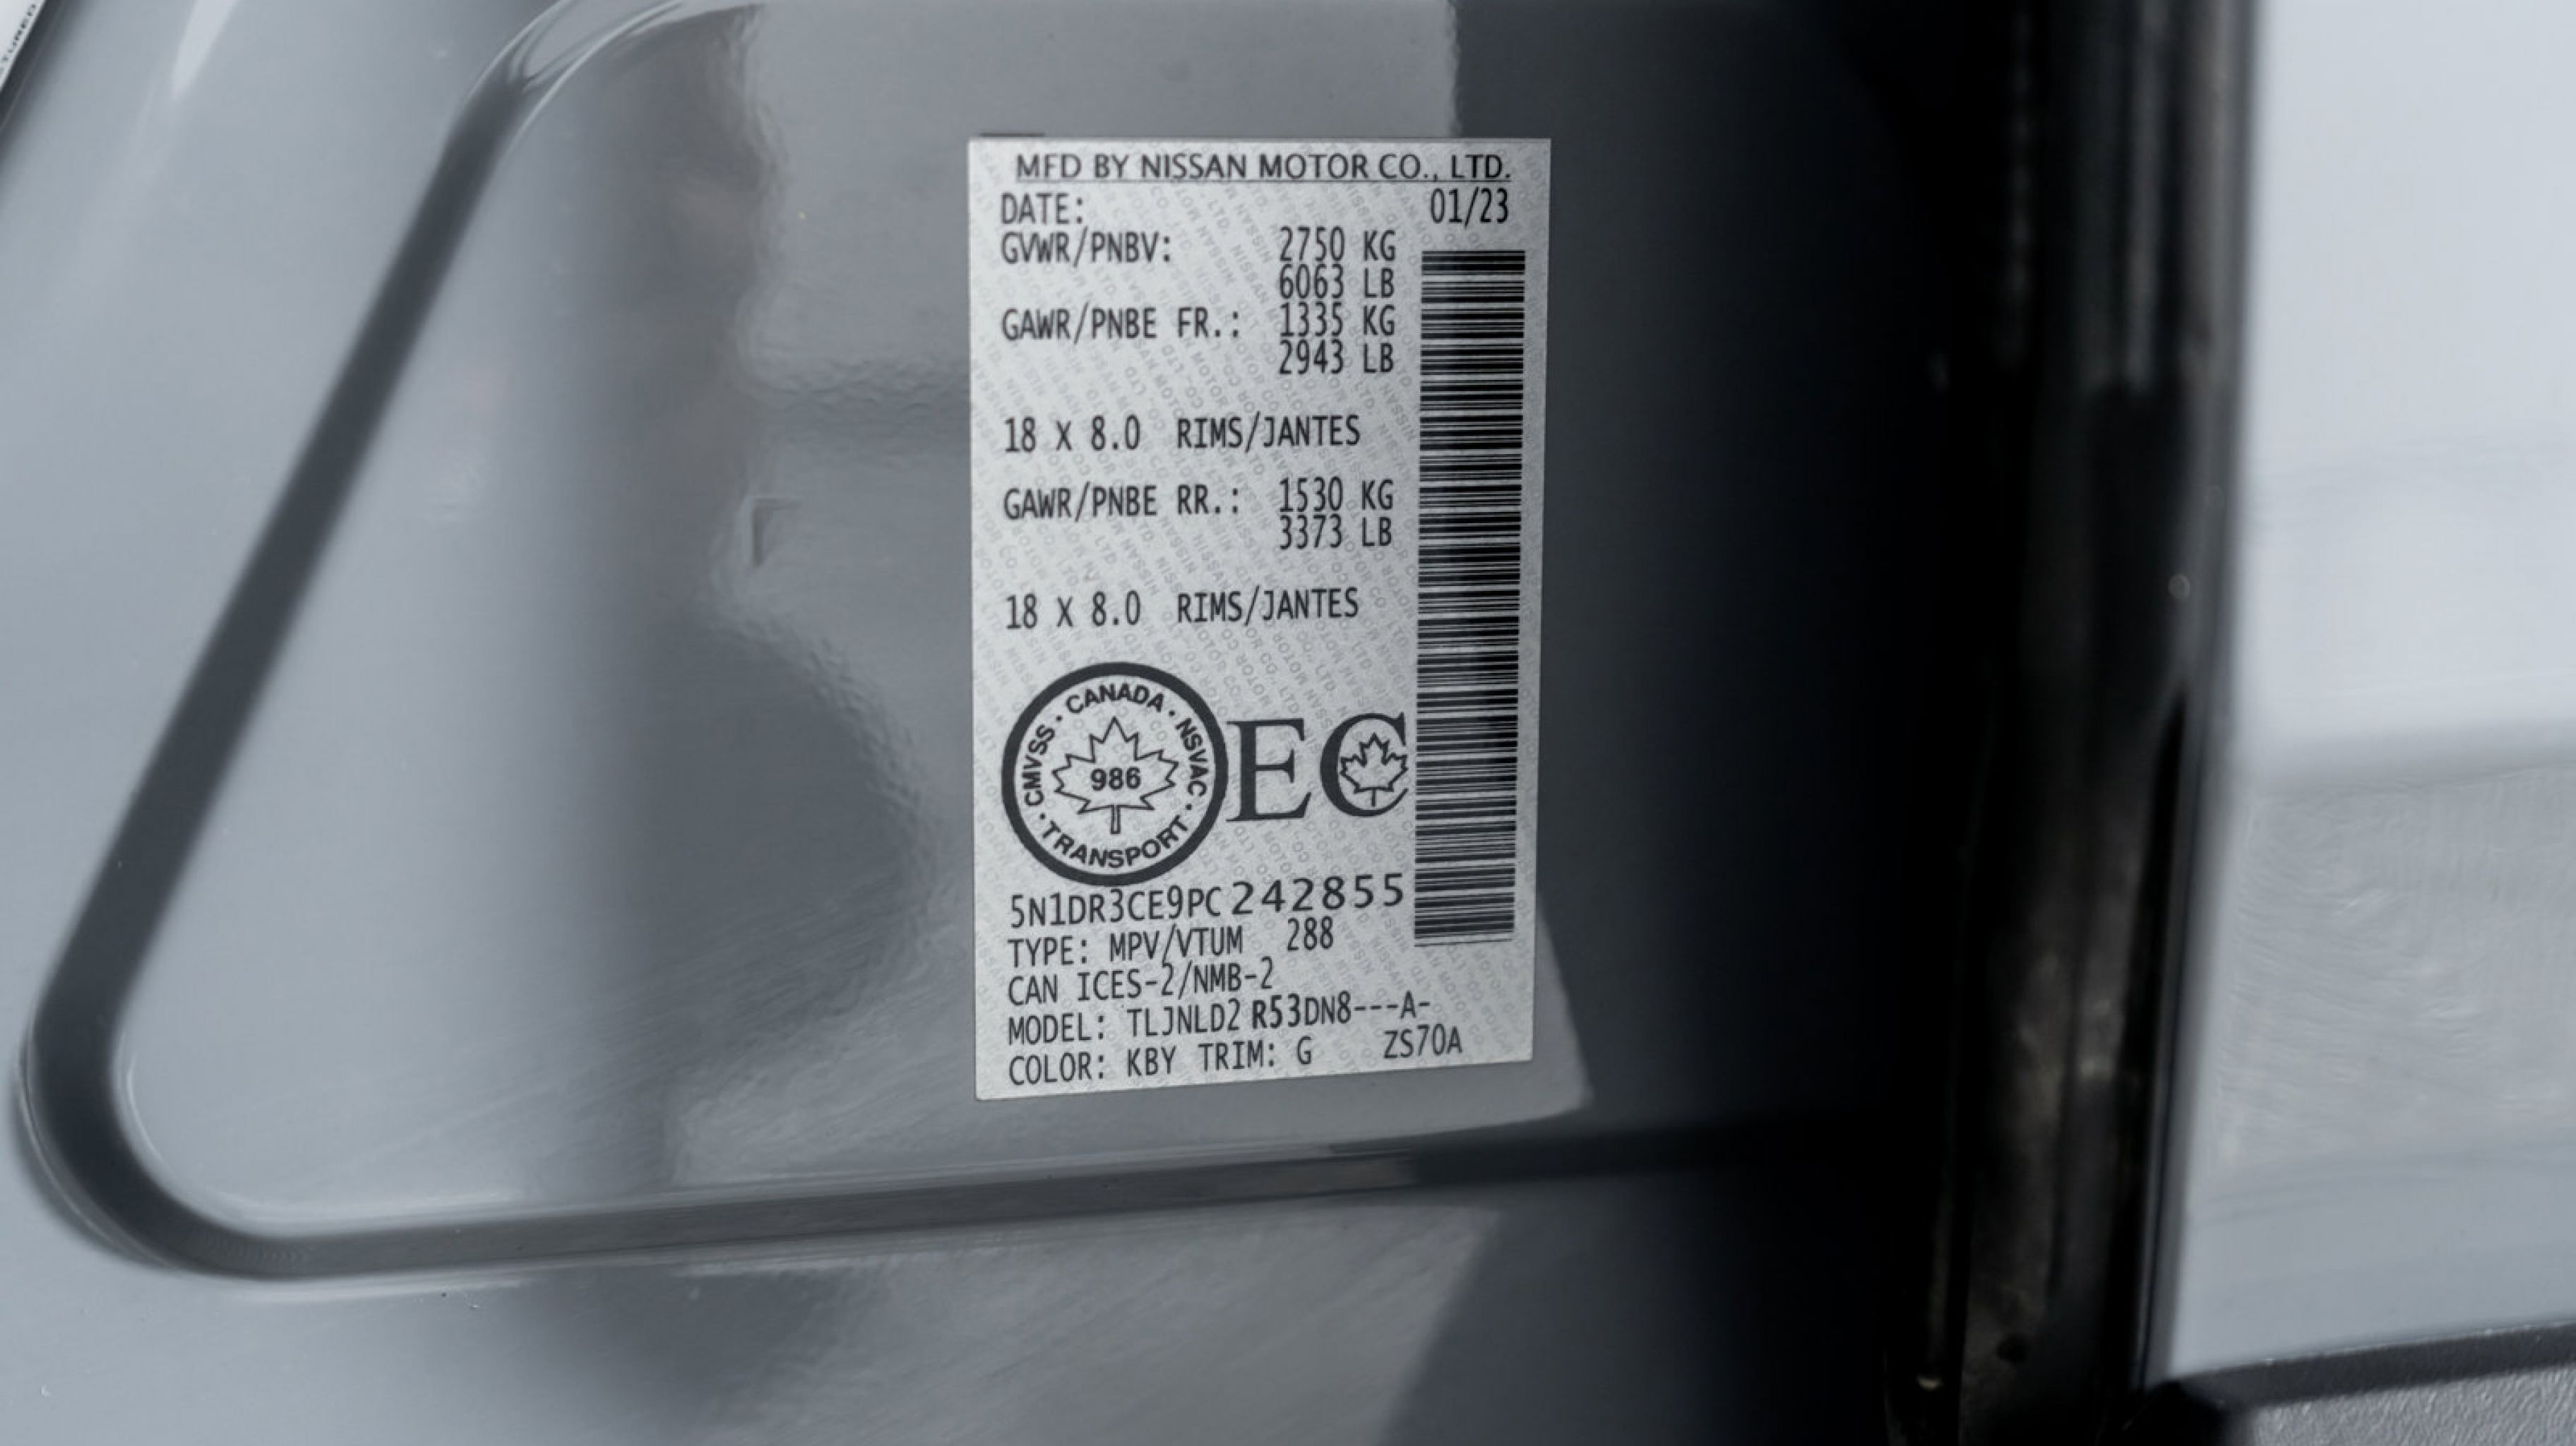 MFD BY NISSAN MOTOR CO., LTD.
DATE: 01/23
GVWR/PNBV: 2750 KG
6063 LB
GAWR/PNBE FR.: 1335 KG
2943 LB
18 X 8.0 RIMS/JANTES
GAWR/PNBE RR.: 1530 KG
3373 LB
18 X 8.0 RIMS/JANTES
CMVSS · CANADA · NSVAC · TRANSPORT ·
986
EC
5N1DR3CE9PC242855
TYPE: MPV/VTUM 288
CAN ICES-2/NMB-2
MODEL: TLJNLD2 R53DN8---A-
COLOR: KBY TRIM: G ZS70A